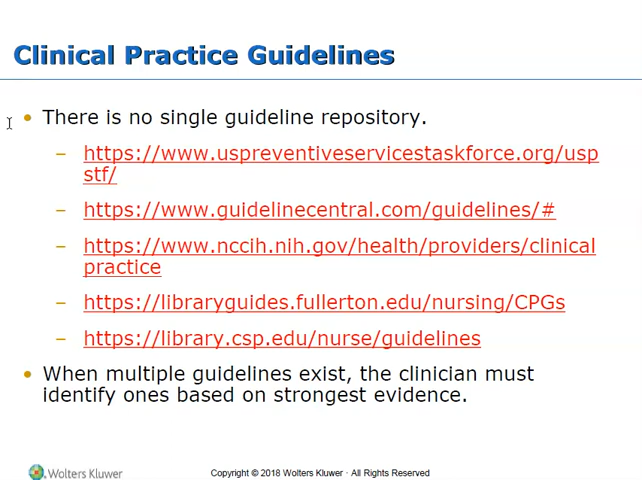 Clinical Practice Guidelines
• There is no single guideline repository.
– https://www.uspreventiveservicestaskforce.org/usp
stf/
– https://www.guidelinecentral.com/guidelines/#
– https://www.nccih.nih.gov/health/providers/clinical
practice
– https://libraryguides.fullerton.edu/nursing/CPGs
– https://library.csp.edu/nurse/guidelines
• When multiple guidelines exist, the clinician must
identify ones based on strongest evidence.
Wolters Kluwer
Copyright © 2018 Wolters Kluwer · All Rights Reserved